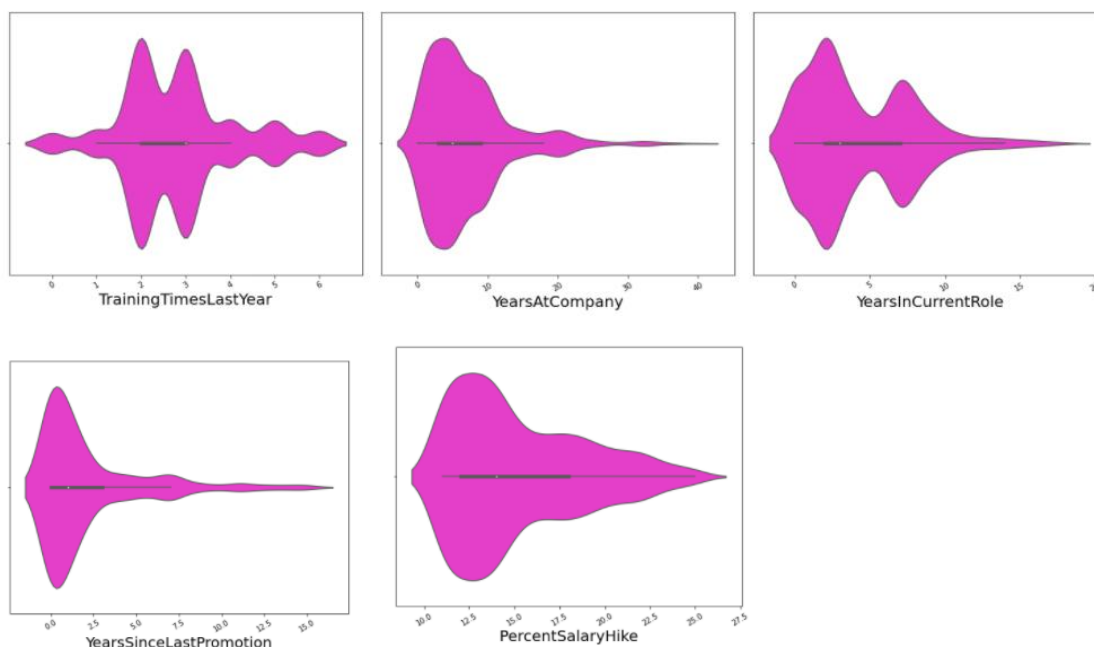 0 1 2 3 4 5 6
TrainingTimesLastYear
0 10 20 30 40
YearsAtCompany
0 5 10 15 20
YearsInCurrentRole
0.0 2.5 5.0 7.5 10.0 12.5 15.0
YearsSinceLastPromotion
10.0 12.5 15.0 17.5 20.0 22.5 25.0 27.5
PercentSalaryHike